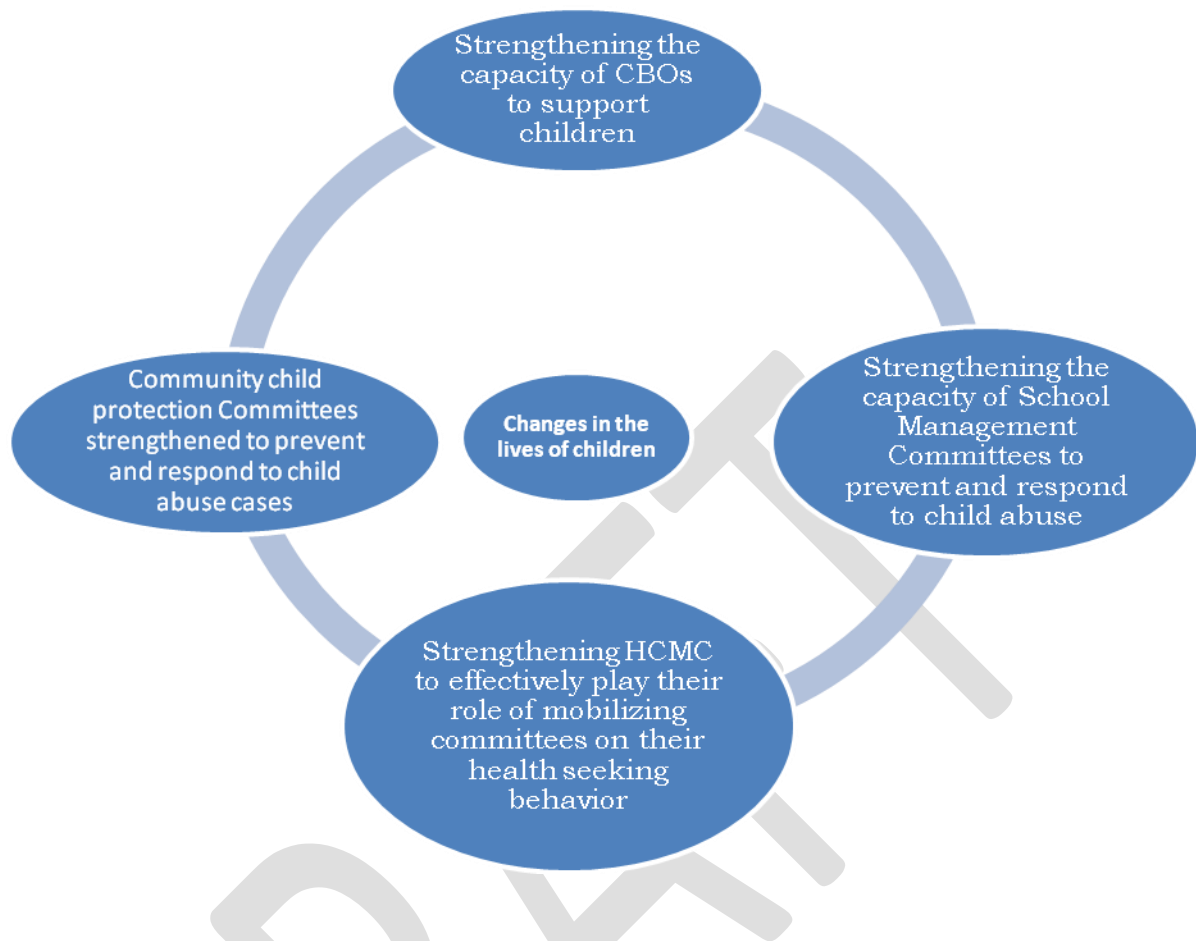 Strengthening the
capacity of CBOs
to support
children
Community child
protection Committees
strengthened to prevent
and respond to child
abuse cases
Changes in the
lives of children
Strengthening the
capacity of School
Management
Committees to
prevent and respond
to child abuse
Strengthening HCMC
to effectively play their
role of mobilizing
committees on their
health seeking
behavior